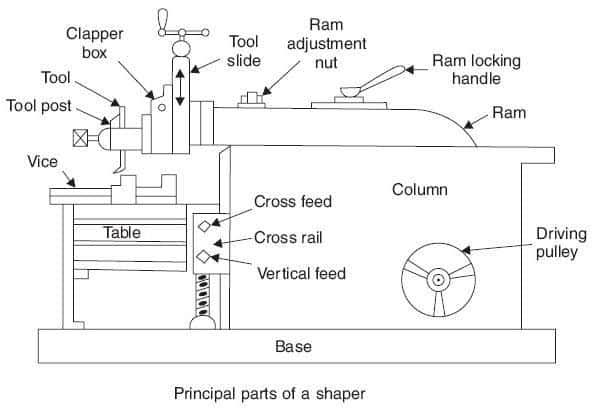 Clapper
box
Tool
slide
Ram
adjustment
nut
Ram locking
handle
Tool
Tool post
Ram
Vice
Column
Cross feed
Table
Cross rail
Driving
pulley
Vertical feed
Base
Principal parts of a shaper